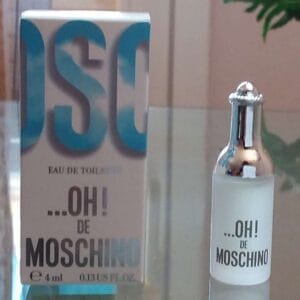 OSC
EAU DE TOILETTE
...OH!
DE
MOSCHINO
℮ 4 ml 0.13 US FL.OZ.
...OH!
DE
MOSCHINO